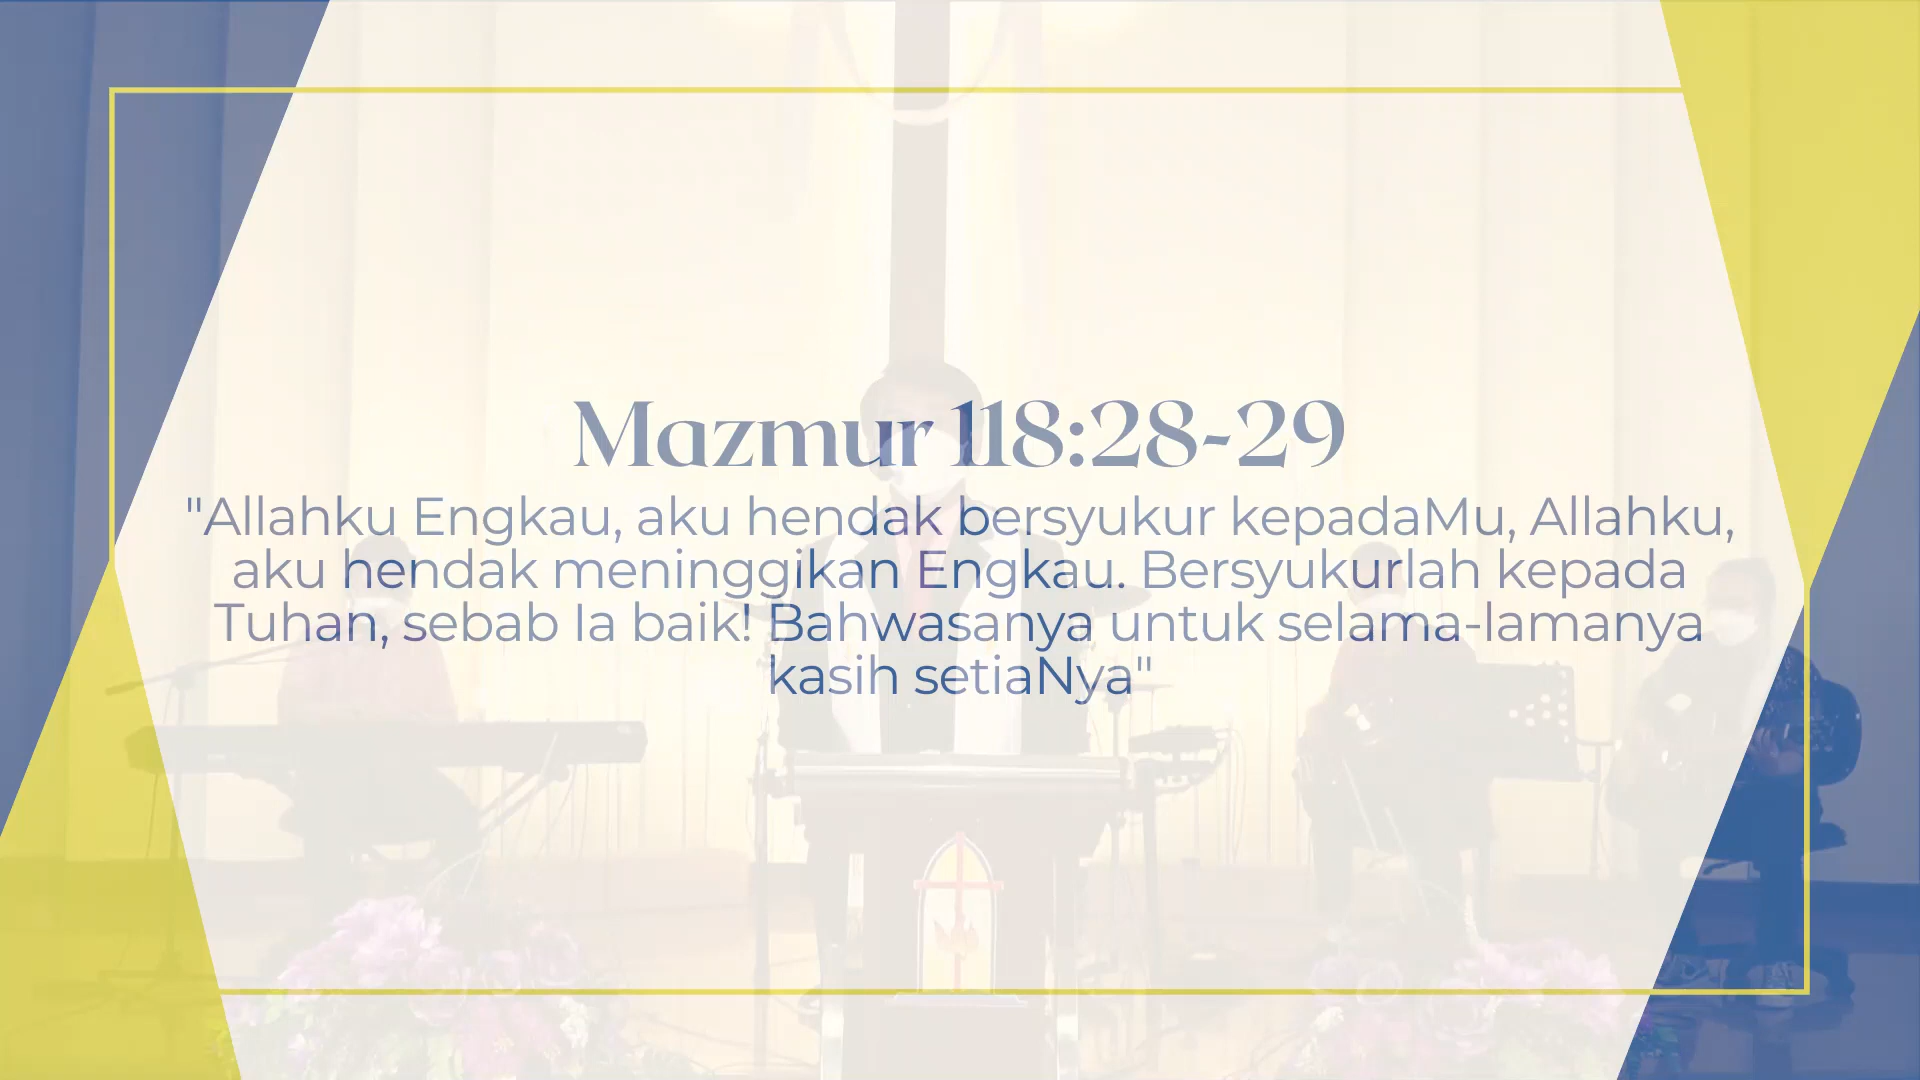 Mazmur 118:28-29
"Allahku Engkau, aku hendak bersyukur kepadaMu, Allahku,
aku hendak meninggikan Engkau. Bersyukurlah kepada
Tuhan, sebab Ia baik! Bahwasanya untuk selama-lamanya
kasih setiaNya"